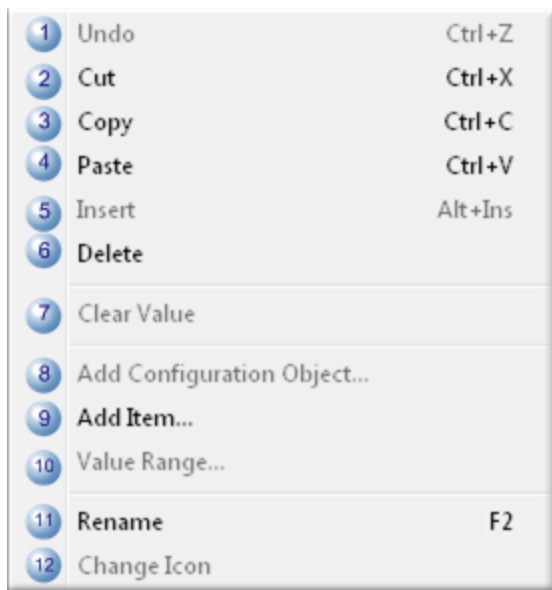 1 Undo Ctrl+Z
2 Cut Ctrl+X
3 Copy Ctrl+C
4 Paste Ctrl+V
5 Insert Alt+Ins
6 Delete
7 Clear Value
8 Add Configuration Object...
9 Add Item...
10 Value Range...
11 Rename F2
12 Change Icon